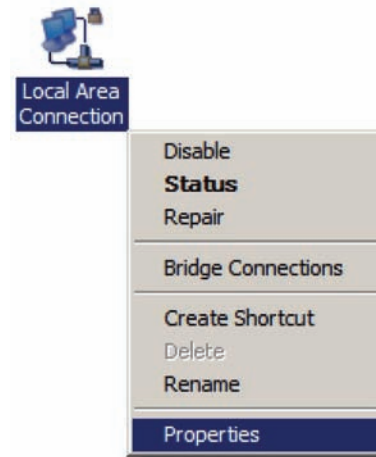 Local Area
Connection
Disable
Status
Repair
Bridge Connections
Create Shortcut
Delete
Rename
Properties